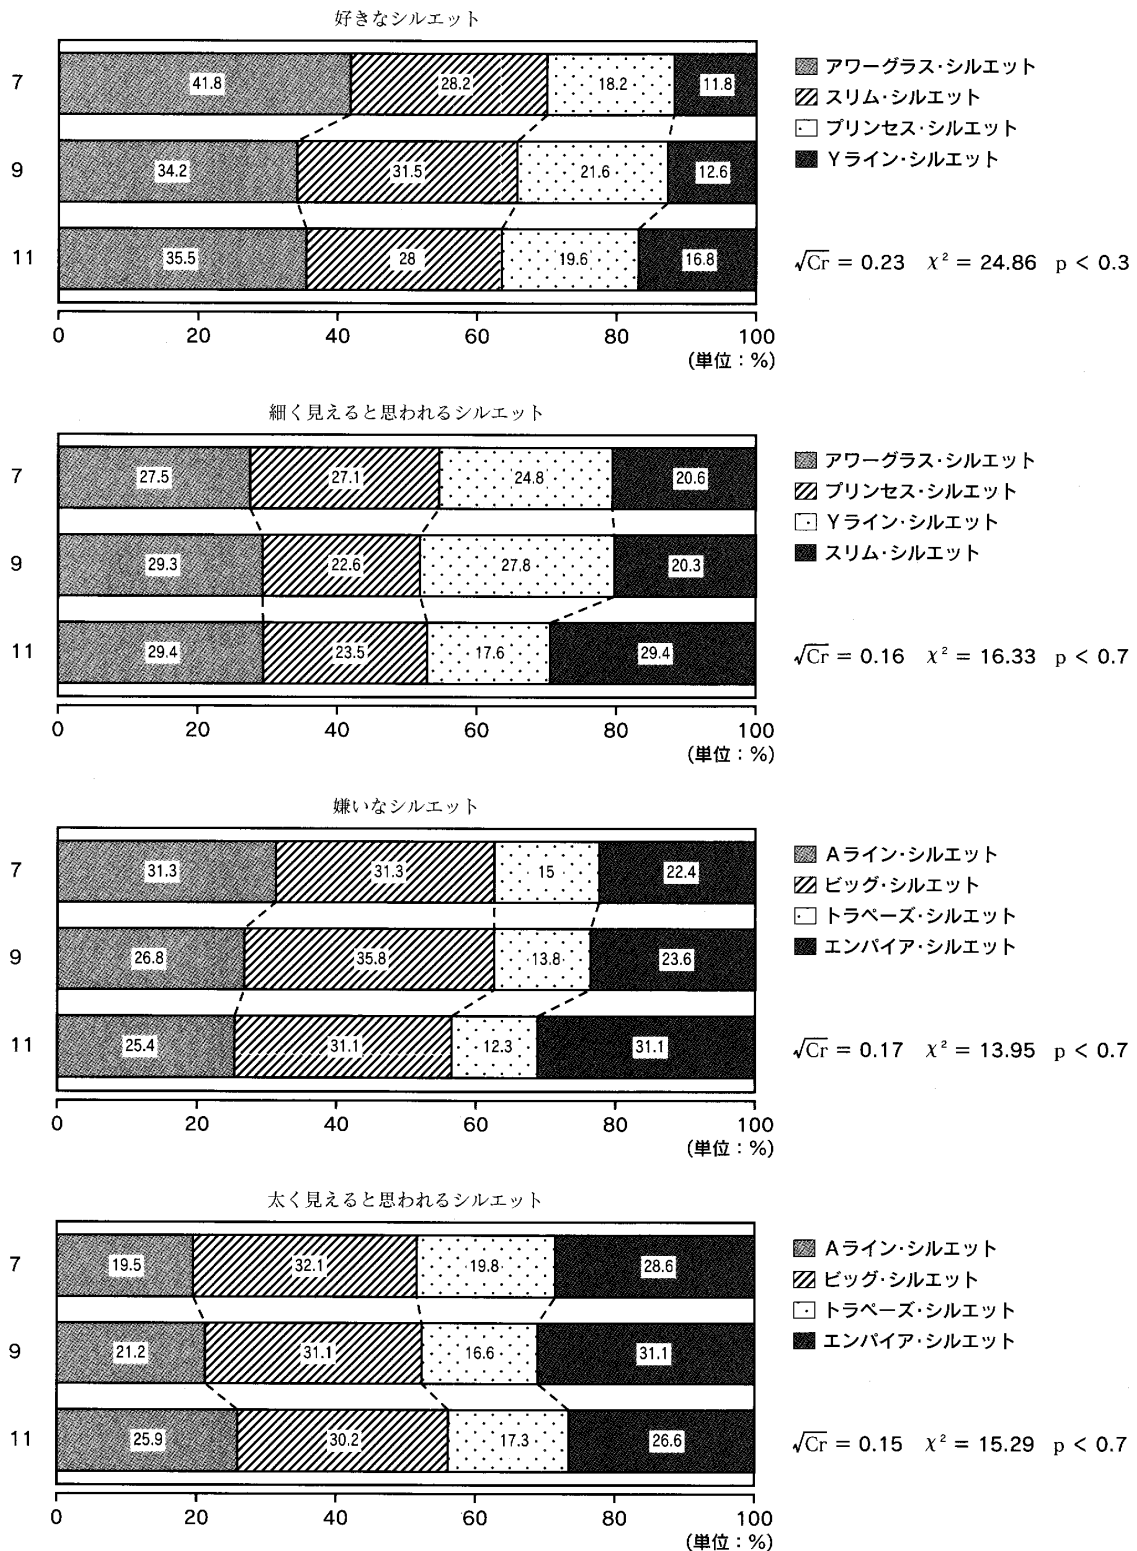 好きなシルエット
7
41.8
28.2
18.2
11.8
9
34.2
31.5
21.6
12.6
11
35.5
28
19.6
16.8
0 20 40 60 80 100
(単位：%)
アワーグラス･シルエット
スリム･シルエット
プリンセス･シルエット
Yライン･シルエット
√Cr = 0.23 χ² = 24.86 p < 0.3
細く見えると思われるシルエット
7
27.5
27.1
24.8
20.6
9
29.3
22.6
27.8
20.3
11
29.4
23.5
17.6
29.4
0 20 40 60 80 100
(単位：%)
アワーグラス･シルエット
プリンセス･シルエット
Yライン･シルエット
スリム･シルエット
√Cr = 0.16 χ² = 16.33 p < 0.7
嫌いなシルエット
7
31.3
31.3
15
22.4
9
26.8
35.8
13.8
23.6
11
25.4
31.1
12.3
31.1
0 20 40 60 80 100
(単位：%)
Aライン･シルエット
ビッグ･シルエット
トラペーズ･シルエット
エンパイア･シルエット
√Cr = 0.17 χ² = 13.95 p < 0.7
太く見えると思われるシルエット
7
19.5
32.1
19.8
28.6
9
21.2
31.1
16.6
31.1
11
25.9
30.2
17.3
26.6
0 20 40 60 80 100
(単位：%)
Aライン･シルエット
ビッグ･シルエット
トラペーズ･シルエット
エンパイア･シルエット
√Cr = 0.15 χ² = 15.29 p < 0.7